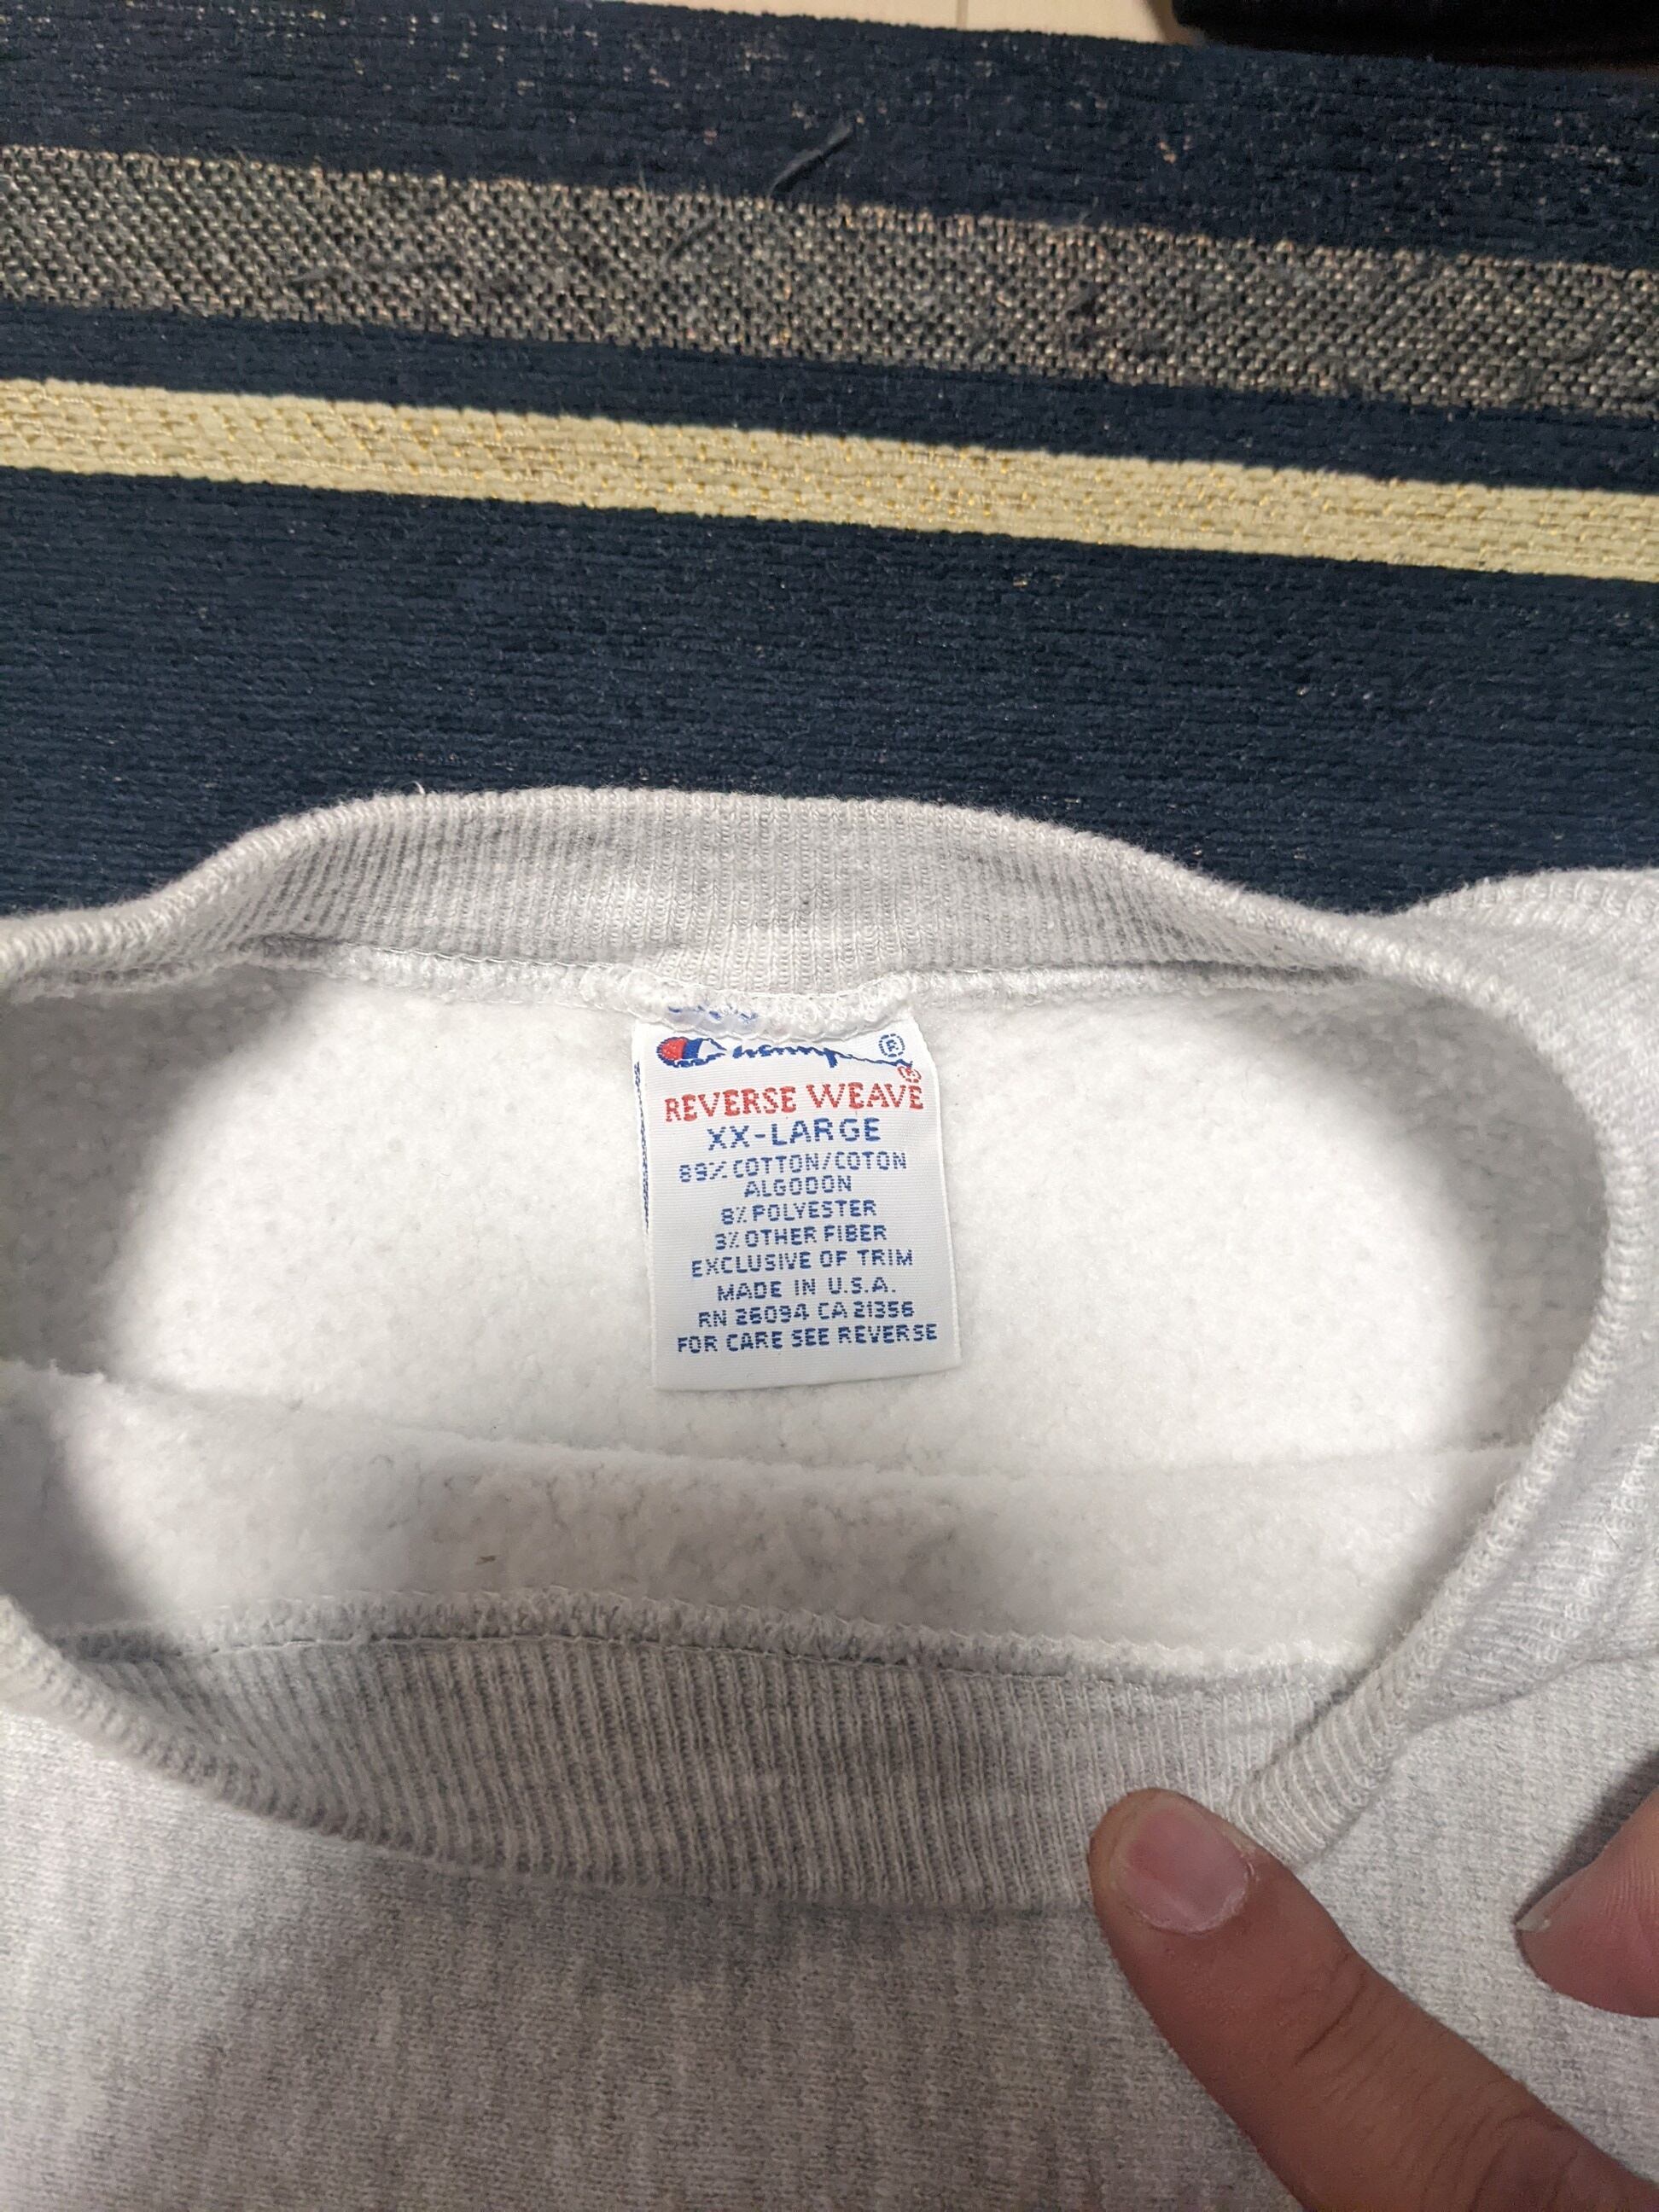 Champion ®
REVERSE WEAVE ®
XX-LARGE
89% COTTON/COTON
ALGODON
8% POLYESTER
3% OTHER FIBER
EXCLUSIVE OF TRIM
MADE IN U.S.A.
RN 26094 CA 21356
FOR CARE SEE REVERSE